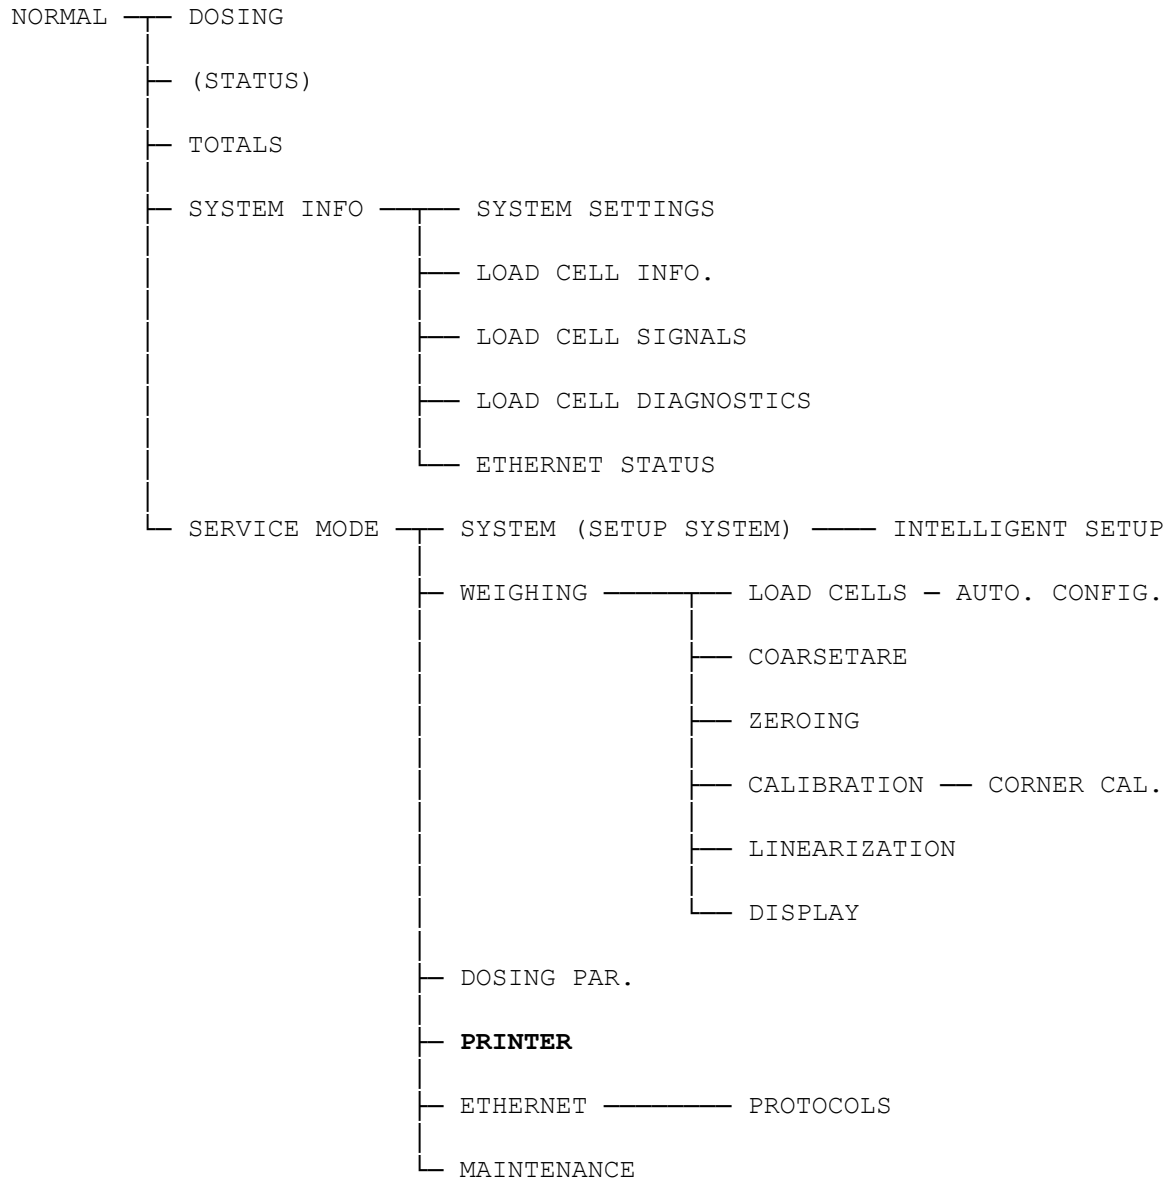 NORMAL DOSING
(STATUS)
TOTALS
SYSTEM INFO SYSTEM SETTINGS
LOAD CELL INFO.
LOAD CELL SIGNALS
LOAD CELL DIAGNOSTICS
ETHERNET STATUS
SERVICE MODE SYSTEM (SETUP SYSTEM) INTELLIGENT SETUP
WEIGHING LOAD CELLS AUTO. CONFIG.
COARSETARE
ZEROING
CALIBRATION CORNER CAL.
LINEARIZATION
DISPLAY
DOSING PAR.
PRINTER
ETHERNET PROTOCOLS
MAINTENANCE